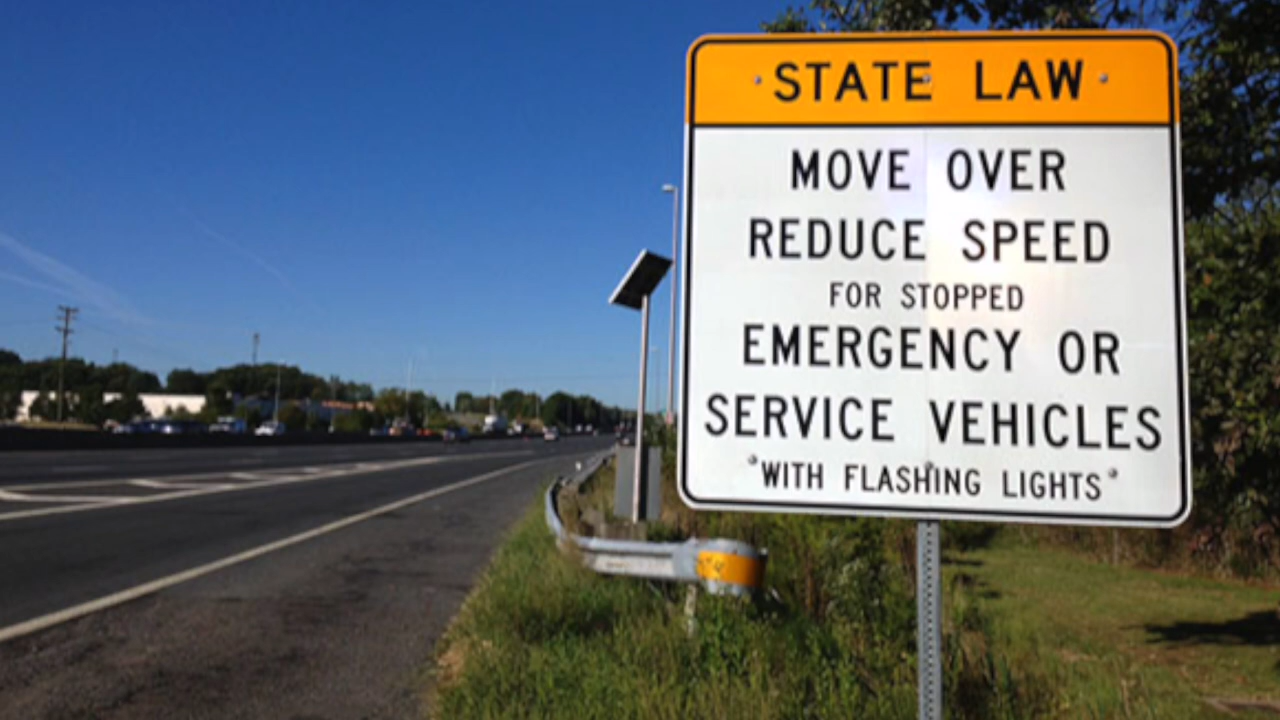 STATE LAW
MOVE OVER
REDUCE SPEED
FOR STOPPED
EMERGENCY OR
SERVICE VEHICLES
WITH FLASHING LIGHTS